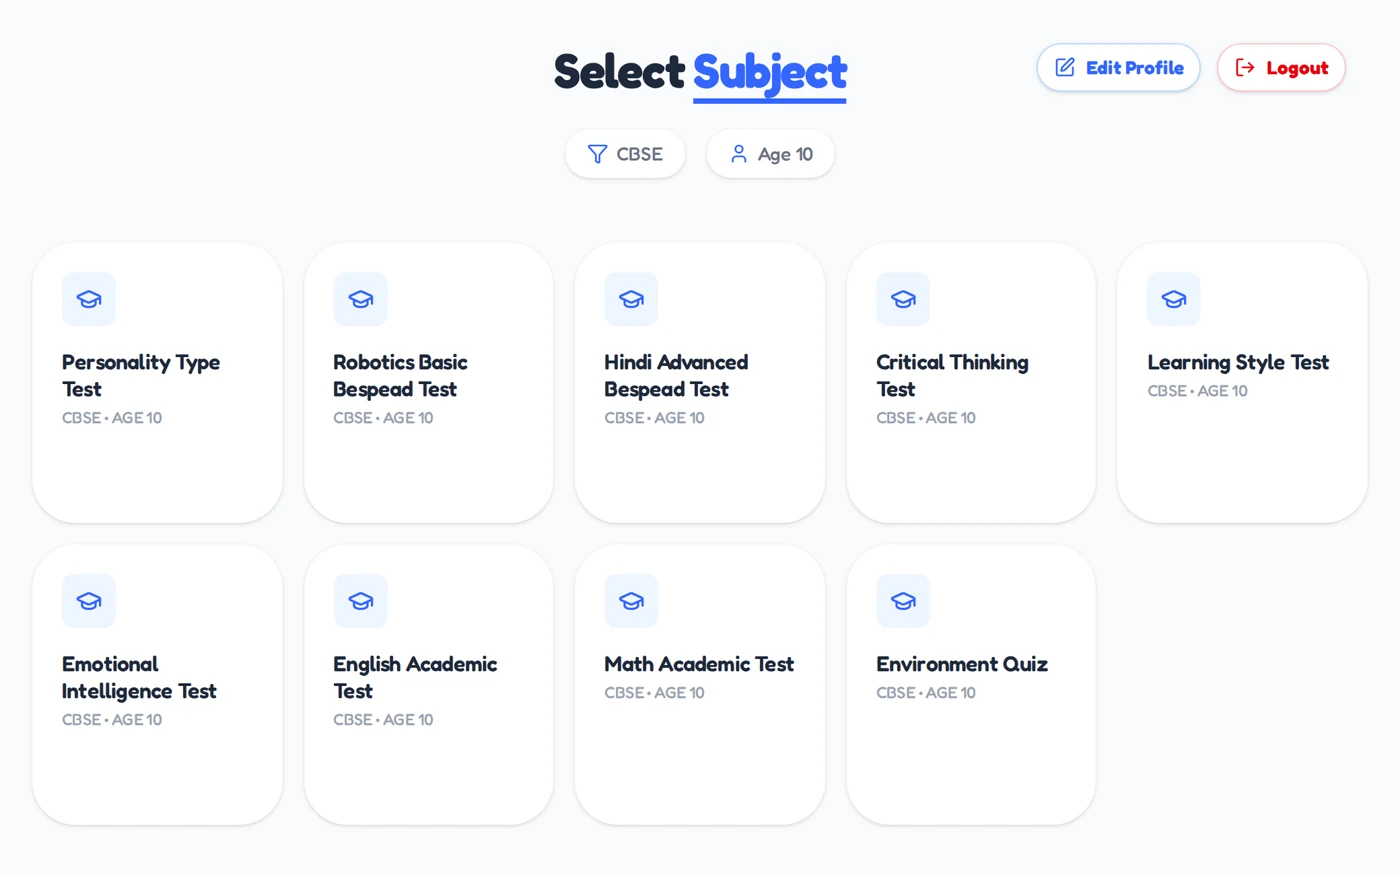 Select Subject
Edit Profile
Logout
CBSE
Age 10
Personality Type
Test
CBSE • AGE 10
Robotics Basic
Bespead Test
CBSE • AGE 10
Hindi Advanced
Bespead Test
CBSE • AGE 10
Critical Thinking
Test
CBSE • AGE 10
Learning Style Test
CBSE • AGE 10
Emotional
Intelligence Test
CBSE • AGE 10
English Academic
Test
CBSE • AGE 10
Math Academic Test
CBSE • AGE 10
Environment Quiz
CBSE • AGE 10